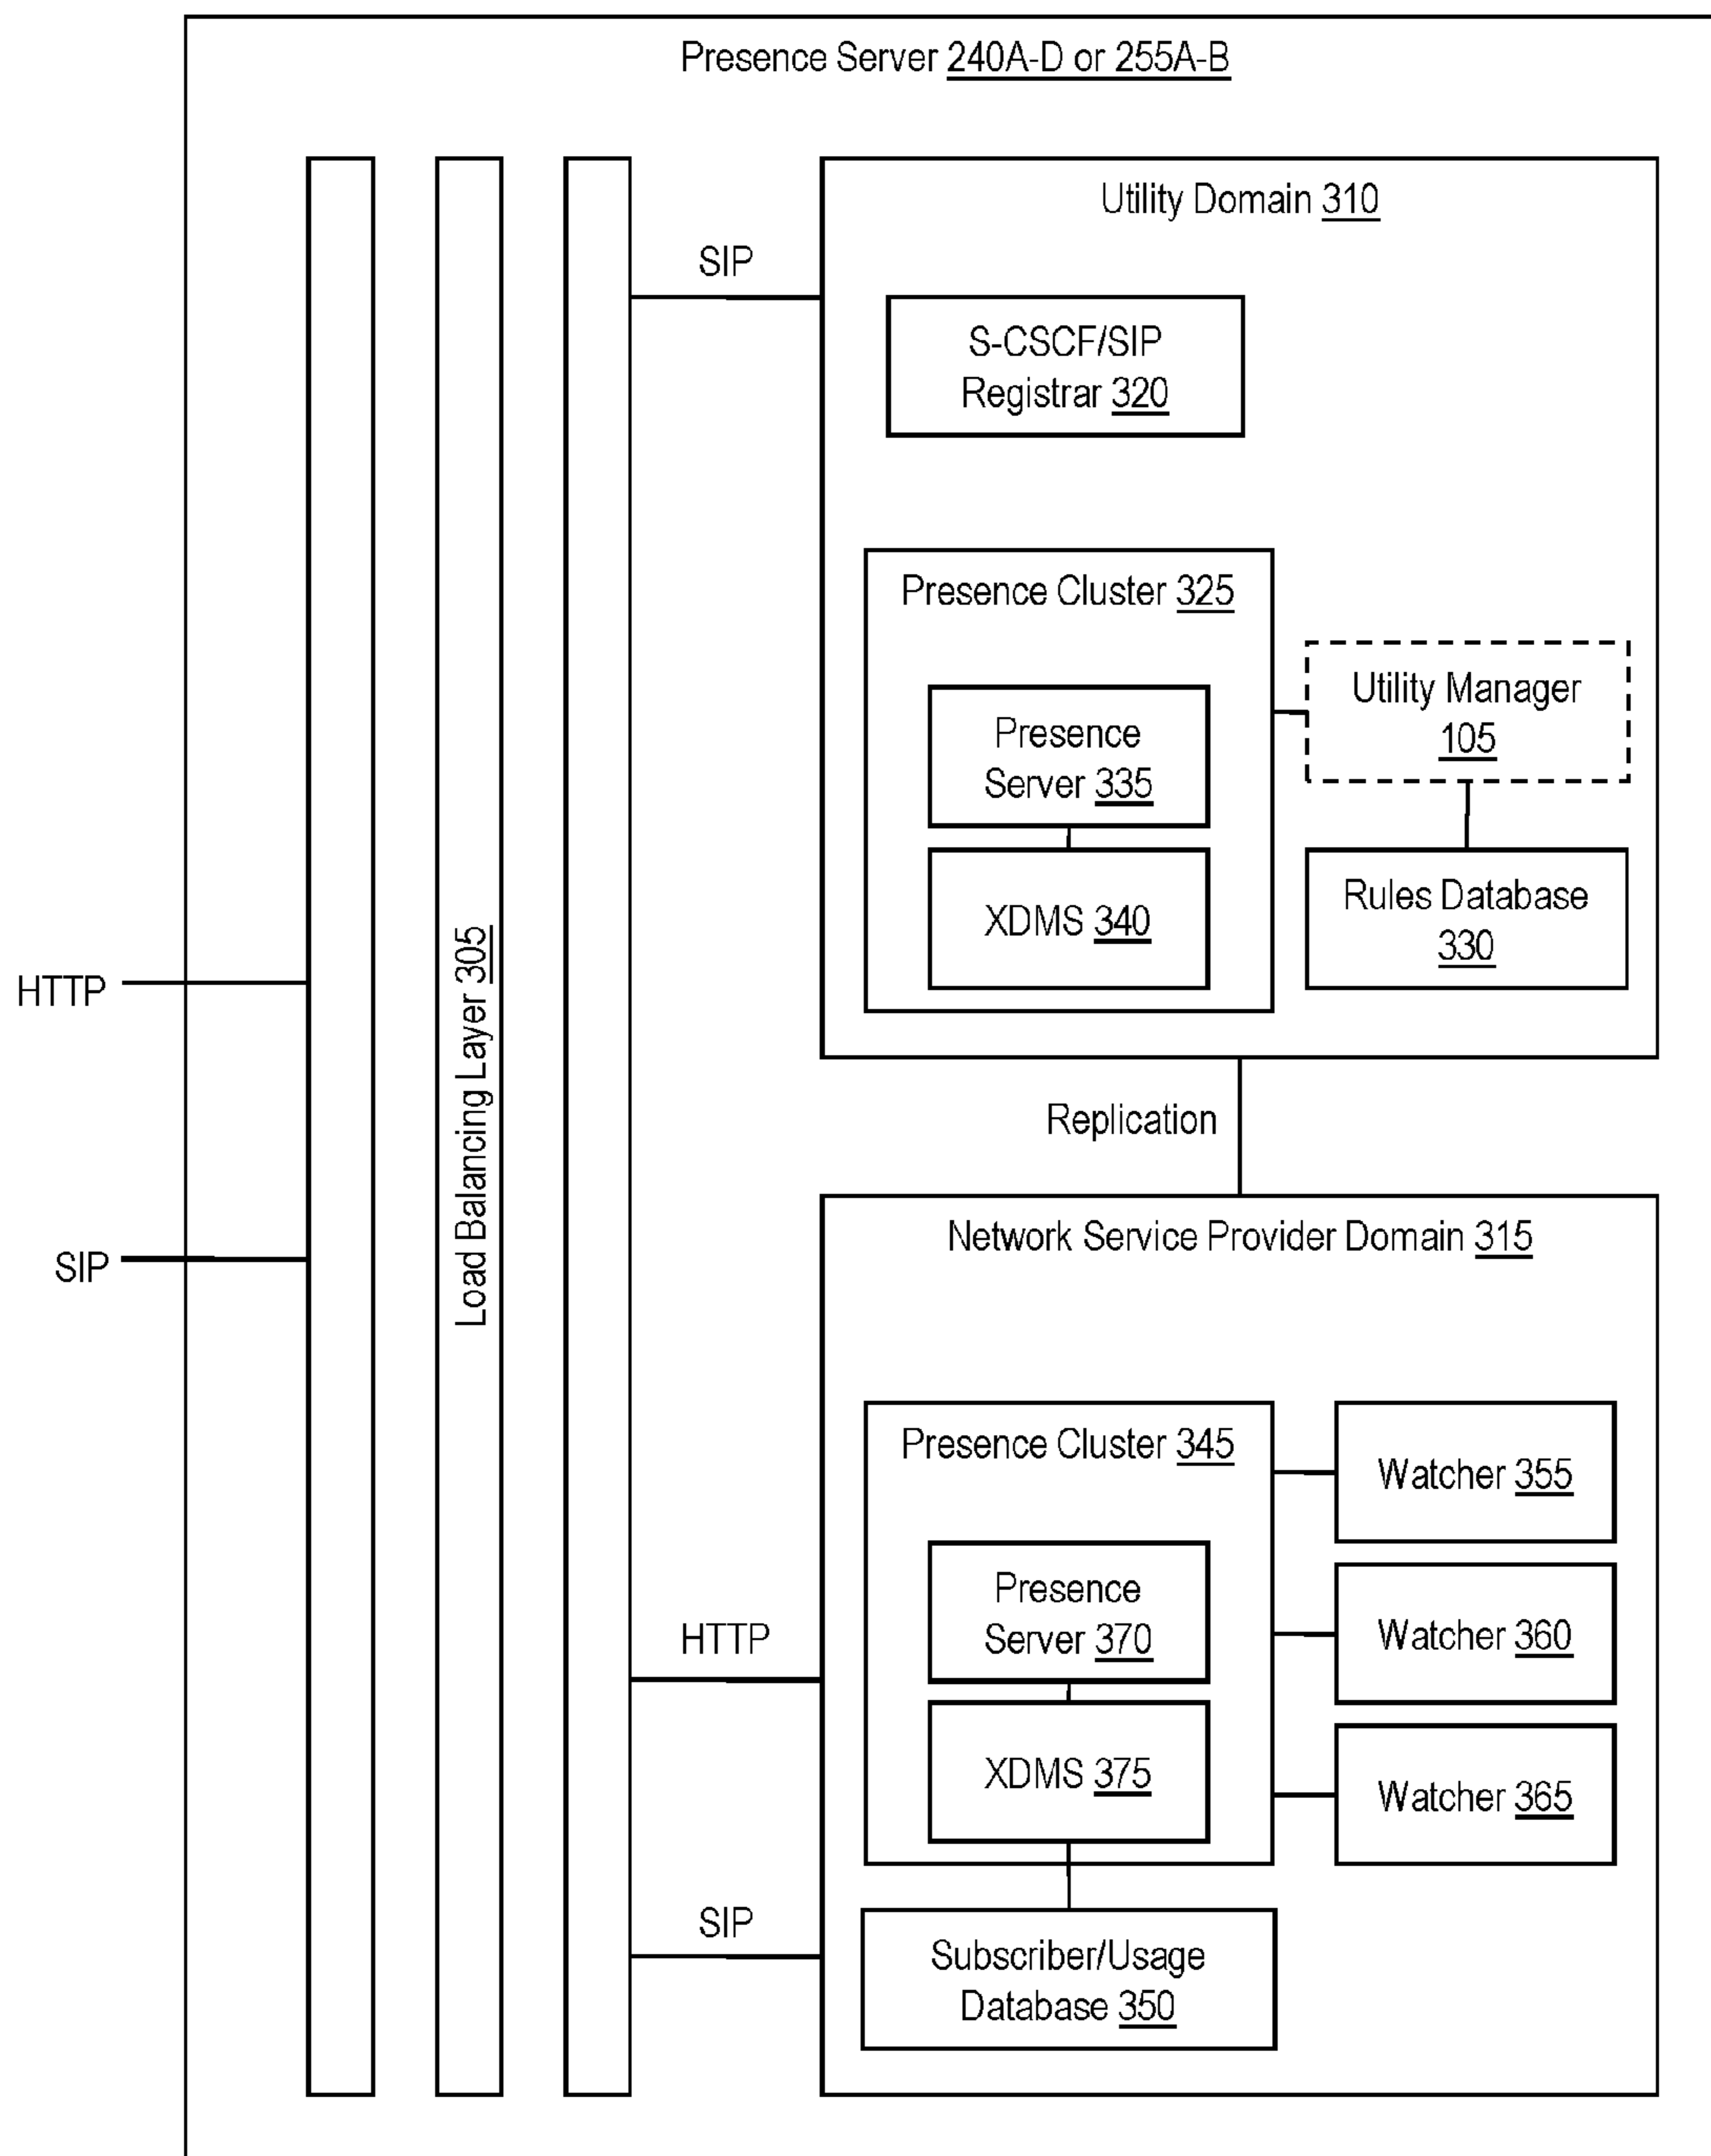 Presence Server 240A-D or 255A-B
Utility Domain 310
SIP
S-CSCF/SIP
Registrar 320
Presence Cluster 325
Utility Manager
105
Presence
Server 335
XDMS 340
Rules Database
330
HTTP
Load Balancing Layer 305
SIP
Replication
Network Service Provider Domain 315
Presence Cluster 345
Watcher 355
Presence
Server 370
HTTP
Watcher 360
XDMS 375
Watcher 365
SIP
Subscriber/Usage
Database 350